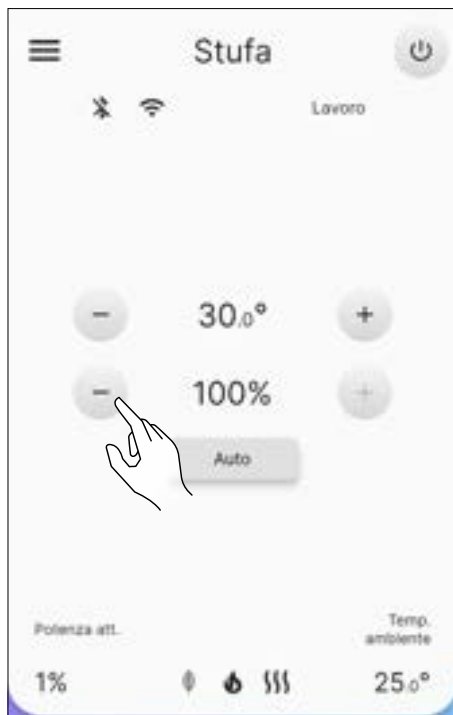 Stufa
Lavoro
− 30.0° +
− 100% +
Auto
Potenza att.
Temp.
ambiente
1%
25.0°